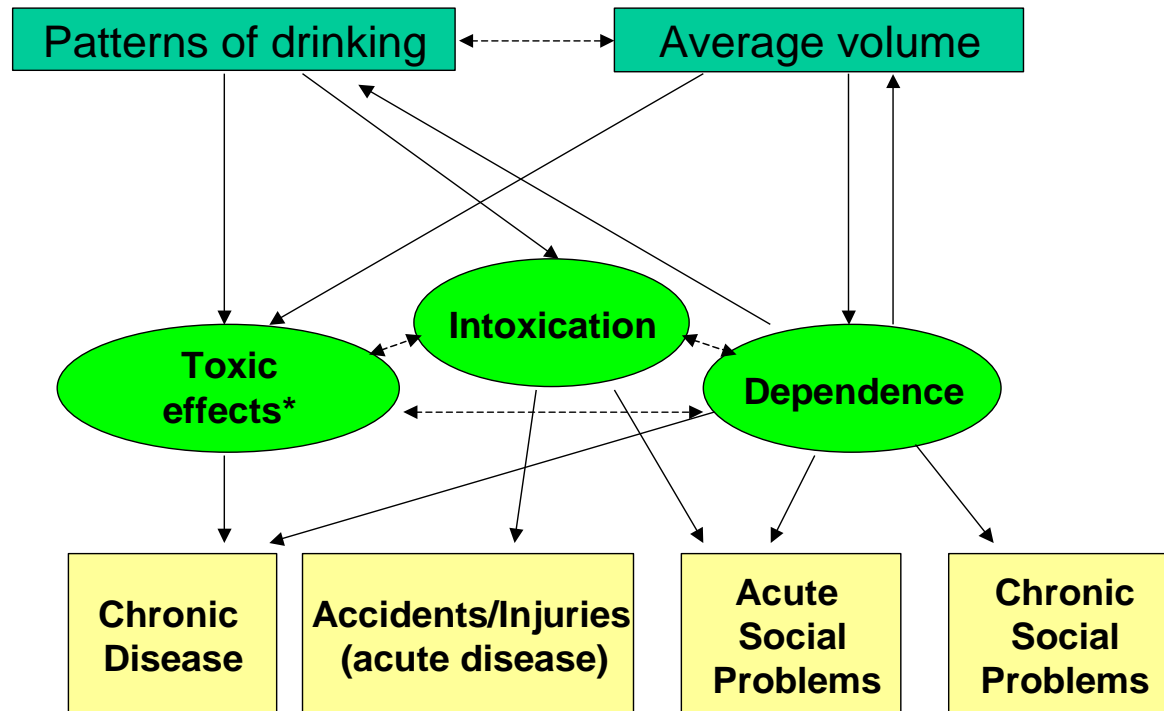 Patterns of drinking
Average volume
Intoxication
Toxic
effects*
Dependence
Chronic
Disease
Accidents/Injuries
(acute disease)
Acute
Social
Problems
Chronic
Social
Problems